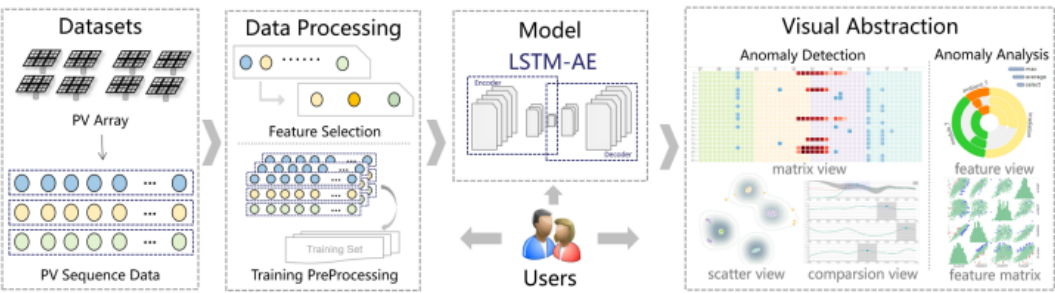 Datasets
PV Array
...
PV Sequence Data
Data Processing
Feature Selection
Training Set
Training PreProcessing
Model
LSTM-AE
Encoder
Decoder
Users
Visual Abstraction
Anomaly Detection
matrix view
scatter view
comparsion view
Anomaly Analysis
max
average
select
feature view
feature matrix